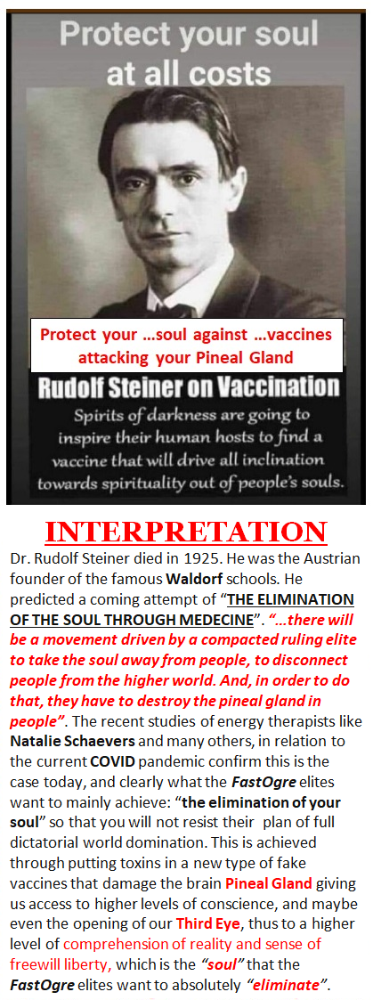 Protect your soul
at all costs
Protect your ...soul against ...vaccines
attacking your Pineal Gland
Rudolf Steiner on Vaccination
Spirits of darkness are going to
inspire their human hosts to find a
vaccine that will drive all inclination
towards spirituality out of people's souls.
INTERPRETATION
Dr. Rudolf Steiner died in 1925. He was the Austrian
founder of the famous Waldorf schools. He
predicted a coming attempt of “THE ELIMINATION
OF THE SOUL THROUGH MEDECINE”. “...there will
be a movement driven by a compacted ruling elite
to take the soul away from people, to disconnect
people from the higher world. And, in order to do
that, they have to destroy the pineal gland in
people”. The recent studies of energy therapists like
Natalie Schaevers and many others, in relation to
the current COVID pandemic confirm this is the
case today, and clearly what the FastOgre elites
want to mainly achieve: “the elimination of your
soul” so that you will not resist their plan of full
dictatorial world domination. This is achieved
through putting toxins in a new type of fake
vaccines that damage the brain Pineal Gland giving
us access to higher levels of conscience, and maybe
even the opening of our Third Eye, thus to a higher
level of comprehension of reality and sense of
freewill liberty, which is the “soul” that the
FastOgre elites want to absolutely “eliminate”.